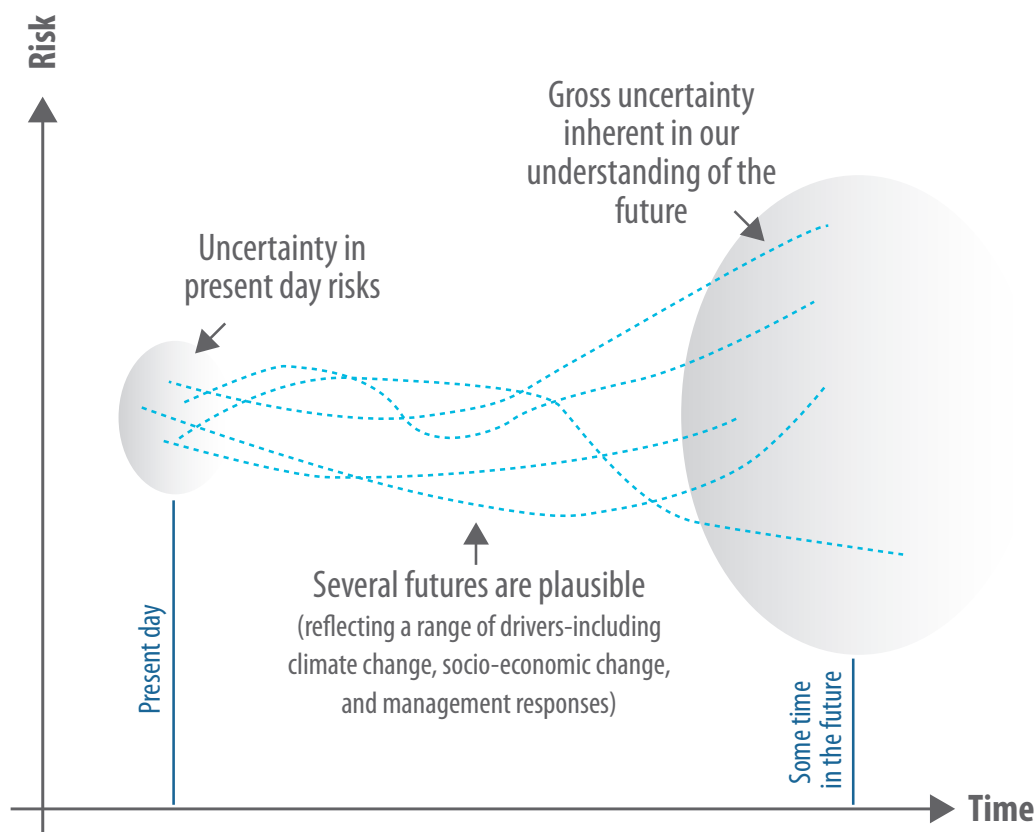 Risk
Gross uncertainty
inherent in our
understanding of the
future
Uncertainty in
present day risks
Several futures are plausible
(reflecting a range of drivers-including
climate change, socio-economic change,
and management responses)
Present day
Some time
in the future
Time